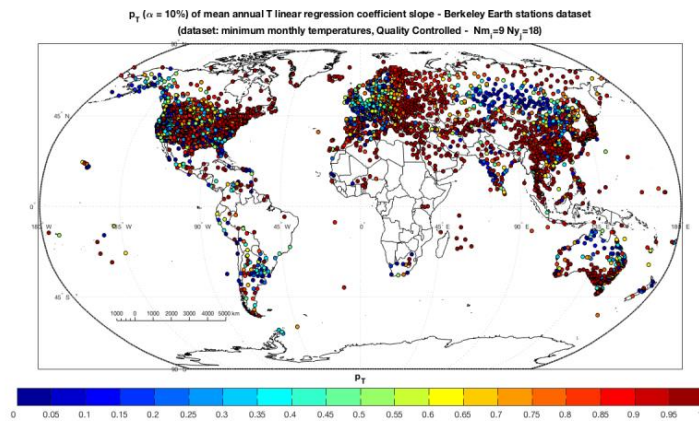 p_T (α = 10%) of mean annual T linear regression coefficient slope - Berkeley Earth stations dataset
(dataset: minimum monthly temperatures, Quality Controlled - Nm_i=9 Ny_j=18)
90°
45° N
0°
180° W
135° W
90° W
45° W
0
45° E
90° E
135° E
180° E
45° S
90° S
1000 0 1000 2000 3000 4000 5000 km
p_T
0 0.05 0.1 0.15 0.2 0.25 0.3 0.35 0.4 0.45 0.5 0.55 0.6 0.65 0.7 0.75 0.8 0.85 0.9 0.95